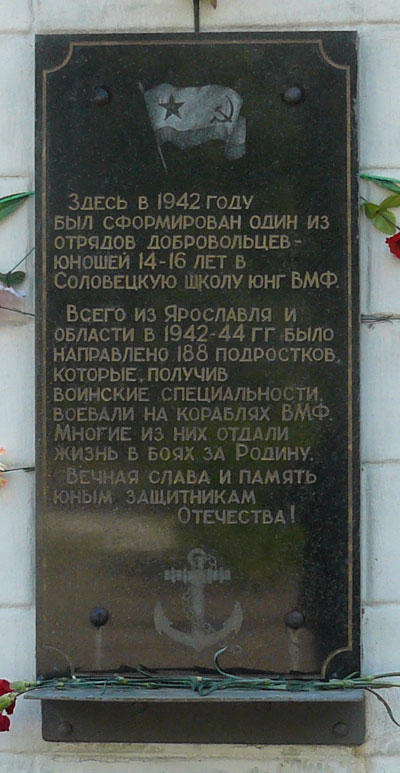 Здесь в 1942 году
был сформирован один из
отрядов добровольцев-
юношей 14-16 лет в
Соловецкую школу юнг ВМФ.
Всего из Ярославля и
области в 1942-44 гг было
направлено 188 подростков,
которые, получив
воинские специальности,
воевали на кораблях ВМФ.
Многие из них отдали
жизнь в боях за Родину.
Вечная слава и память
юным защитникам
Отечества!